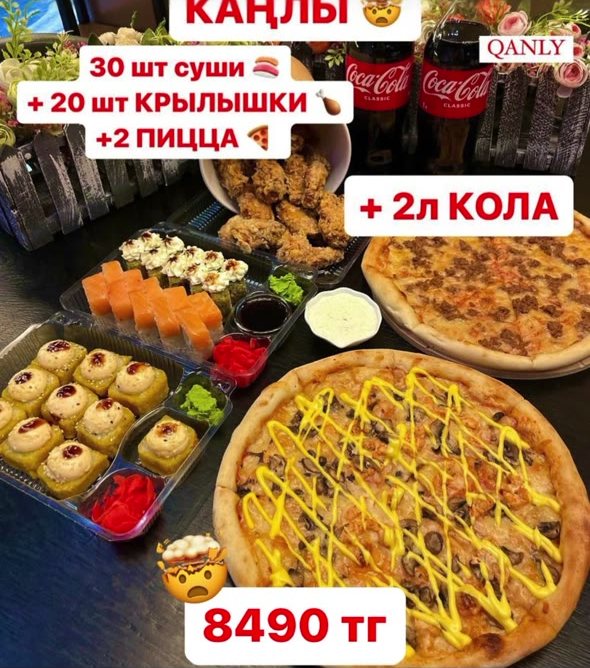 КАҢЛЫ
QANLY
30 шт суши
+ 20 шт КРЫЛЫШКИ
+2 ПИЦЦА
Coca-Cola
CLASSIC
Coca-Cola
CLASSIC
+ 2л КОЛА
8490 тг